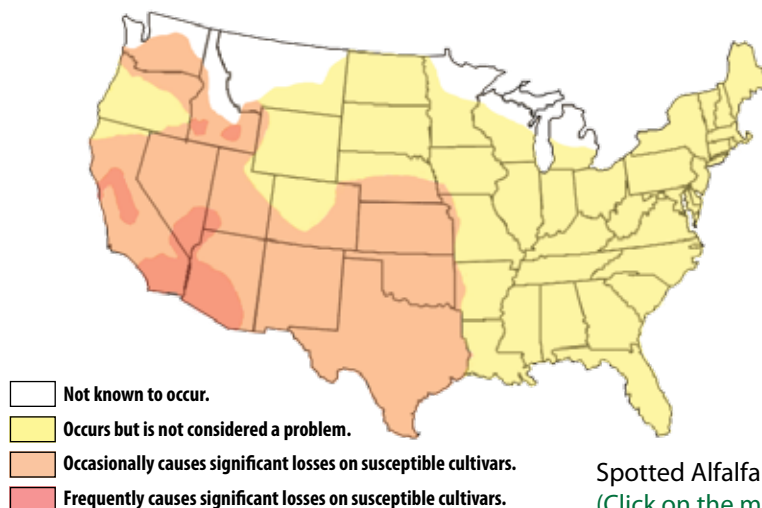 Not known to occur.
Occurs but is not considered a problem.
Occasionally causes significant losses on susceptible cultivars.
Frequently causes significant losses on susceptible cultivars.
Spotted Alfalfa
(Click on the m